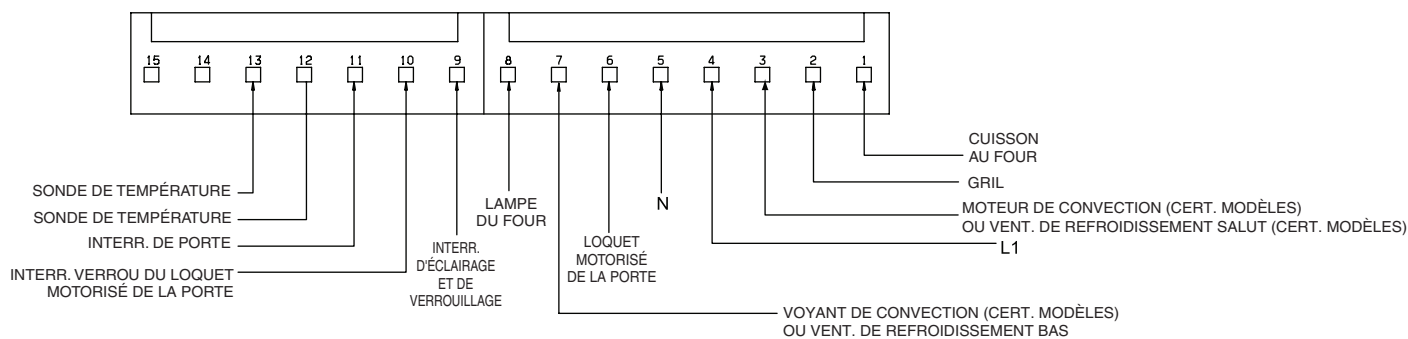 15 14 13 12 11 10 9 8 7 6 5 4 3 2 1
CUISSON
AU FOUR
GRIL
MOTEUR DE CONVECTION (CERT. MODÈLES)
OU VENT. DE REFROIDISSEMENT SALUT (CERT. MODÈLES)
L1
SONDE DE TEMPÉRATURE
SONDE DE TEMPÉRATURE
INTERR. DE PORTE
INTERR. VERROU DU LOQUET
MOTORISÉ DE LA PORTE
INTERR.
D'ÉCLAIRAGE
ET DE
VERROUILLAGE
LAMPE
DU FOUR
LOQUET
MOTORISÉ
DE LA PORTE
N
VOYANT DE CONVECTION (CERT. MODÈLES)
OU VENT. DE REFROIDISSEMENT BAS